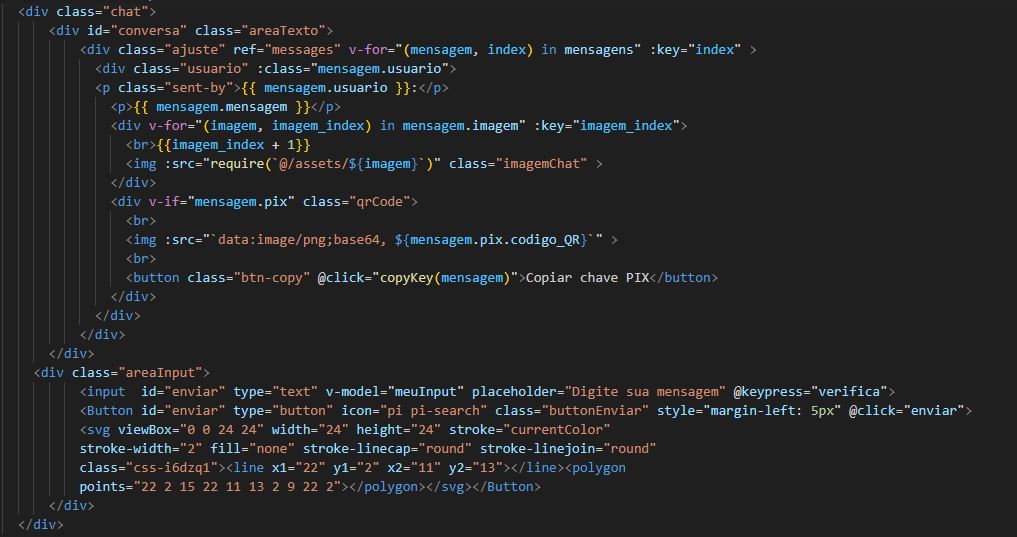 <div class="chat">
<div id="conversa" class="areaTexto">
<div class="ajuste" ref="messages" v-for="(mensagem, index) in mensagens" :key="index" >
<div class="usuario" :class="mensagem.usuario">
<p class="sent-by">{{ mensagem.usuario }}:</p>
<p>{{ mensagem.mensagem }}</p>
<div v-for="(imagem, imagem_index) in mensagem.imagem" :key="imagem_index">
<br>{{imagem_index + 1}}
<img :src="require(`@/assets/${imagem}`)" class="imagemChat" >
</div>
<div v-if="mensagem.pix" class="qrCode">
<br>
<img :src="`data:image/png;base64, ${mensagem.pix.codigo_QR}`" >
<br>
<button class="btn-copy" @click="copyKey(mensagem)">Copiar chave PIX</button>
</div>
</div>
</div>
</div>
<div class="areaInput">
<input  id="enviar" type="text" v-model="meuInput" placeholder="Digite sua mensagem" @keypress="verifica">
<Button id="enviar" type="button" icon="pi pi-search" class="buttonEnviar" style="margin-left: 5px" @click="enviar">
<svg viewBox="0 0 24 24" width="24" height="24" stroke="currentColor"
stroke-width="2" fill="none" stroke-linecap="round" stroke-linejoin="round"
class="css-i6dzq1"><line x1="22" y1="2" x2="11" y2="13"></line><polygon
points="22 2 15 22 11 13 2 9 22 2"></polygon></svg></Button>
</div>
</div>